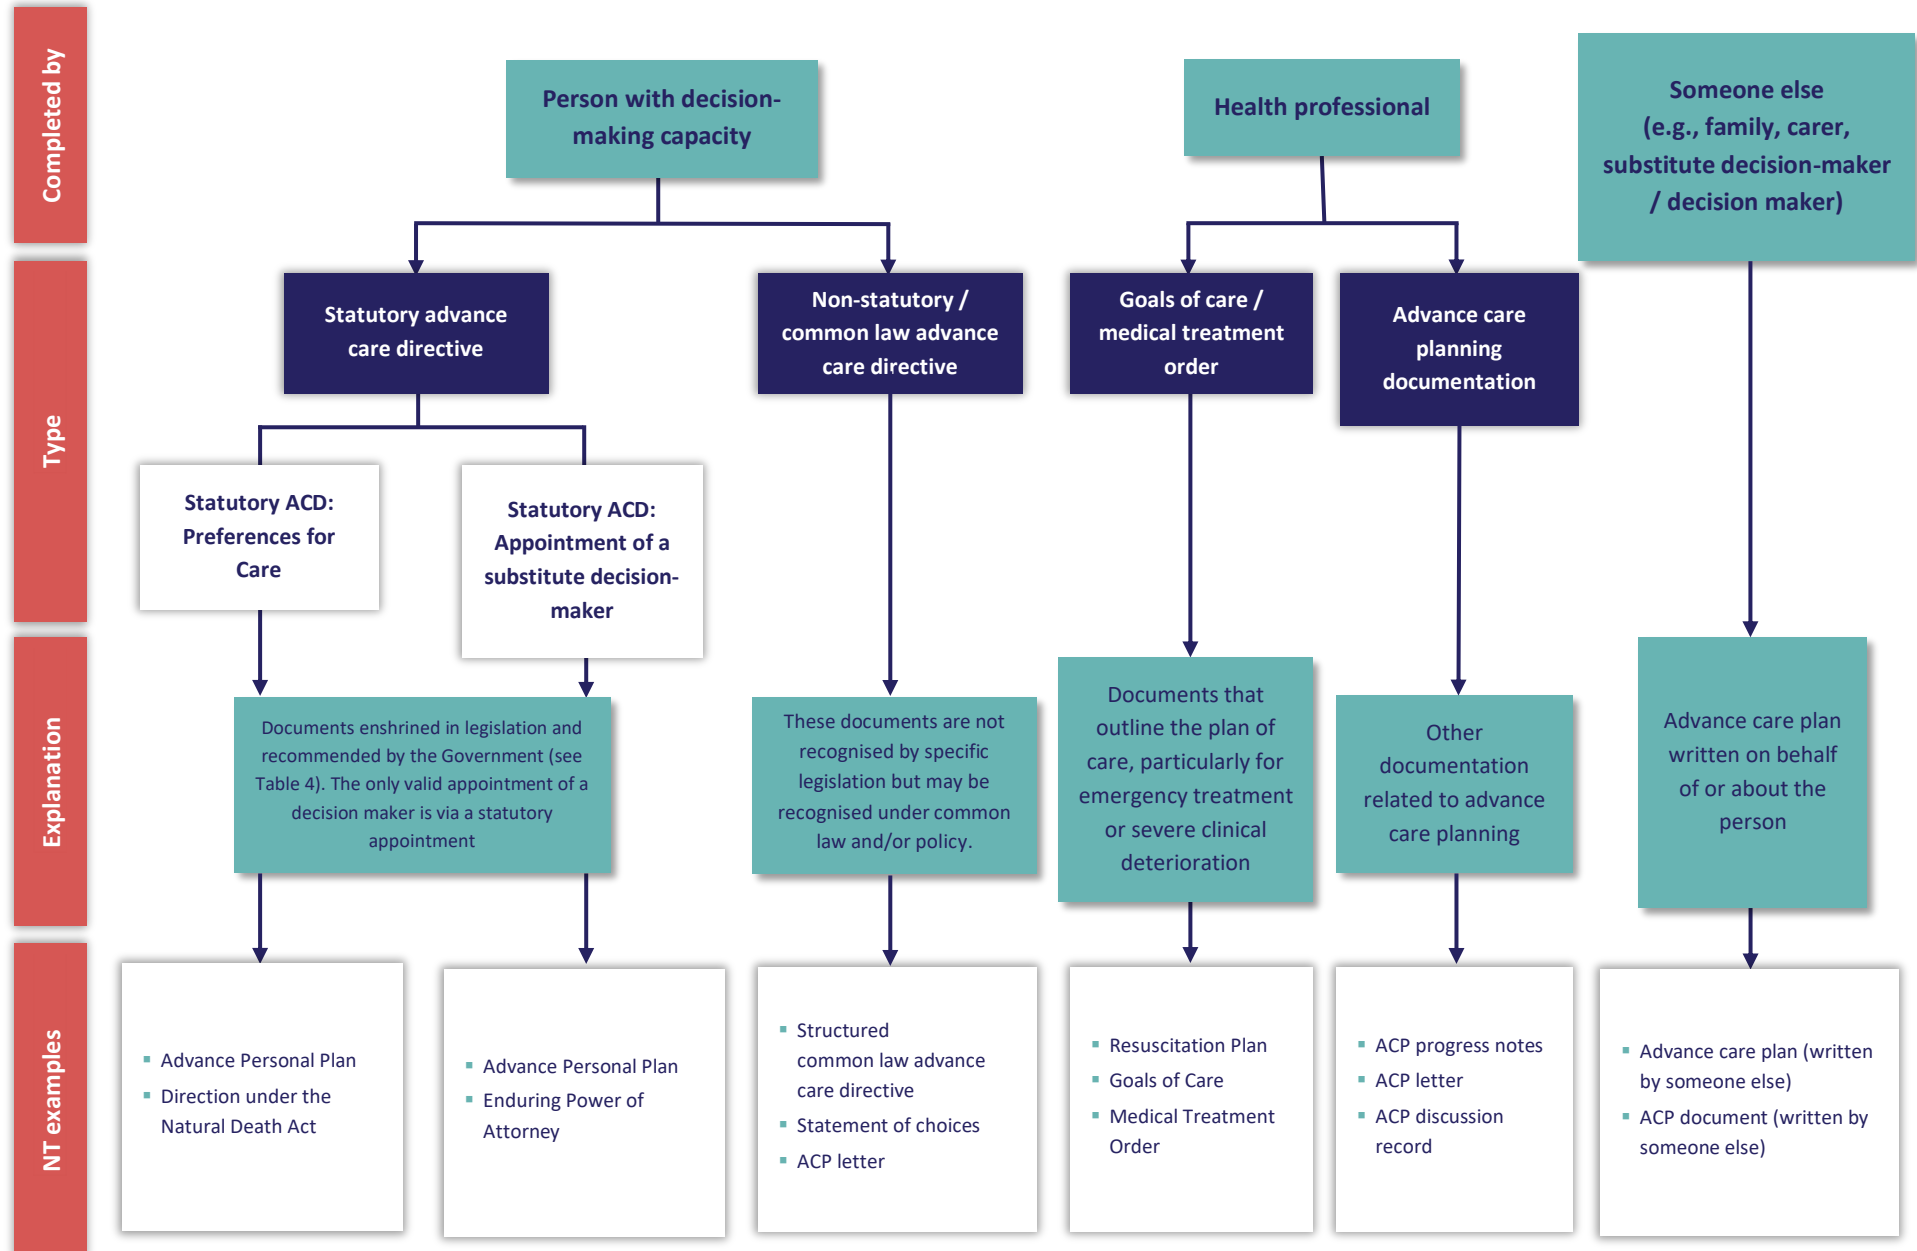 Completed by
Person with decision-
making capacity
Health professional
Someone else
(e.g., family, carer,
substitute decision-maker
/ decision maker)
Type
Statutory advance
care directive
Non-statutory /
common law advance
care directive
Goals of care /
medical treatment
order
Advance care
planning
documentation
Statutory ACD:
Preferences for
Care
Statutory ACD:
Appointment of a
substitute decision-
maker
Explanation
Documents enshrined in legislation and
recommended by the Government (see
Table 4). The only valid appointment of a
decision maker is via a statutory
appointment
These documents are not
recognised by specific
legislation but may be
recognised under common
law and/or policy.
Documents that
outline the plan of
care, particularly for
emergency treatment
or severe clinical
deterioration
Other
documentation
related to advance
care planning
Advance care plan
written on behalf
of or about the
person
NT examples
▪ Advance Personal Plan
▪ Direction under the
Natural Death Act
▪ Advance Personal Plan
▪ Enduring Power of
Attorney
▪ Structured
common law advance
care directive
▪ Statement of choices
▪ ACP letter
▪ Resuscitation Plan
▪ Goals of Care
▪ Medical Treatment
Order
▪ ACP progress notes
▪ ACP letter
▪ ACP discussion
record
▪ Advance care plan (written
by someone else)
▪ ACP document (written by
someone else)